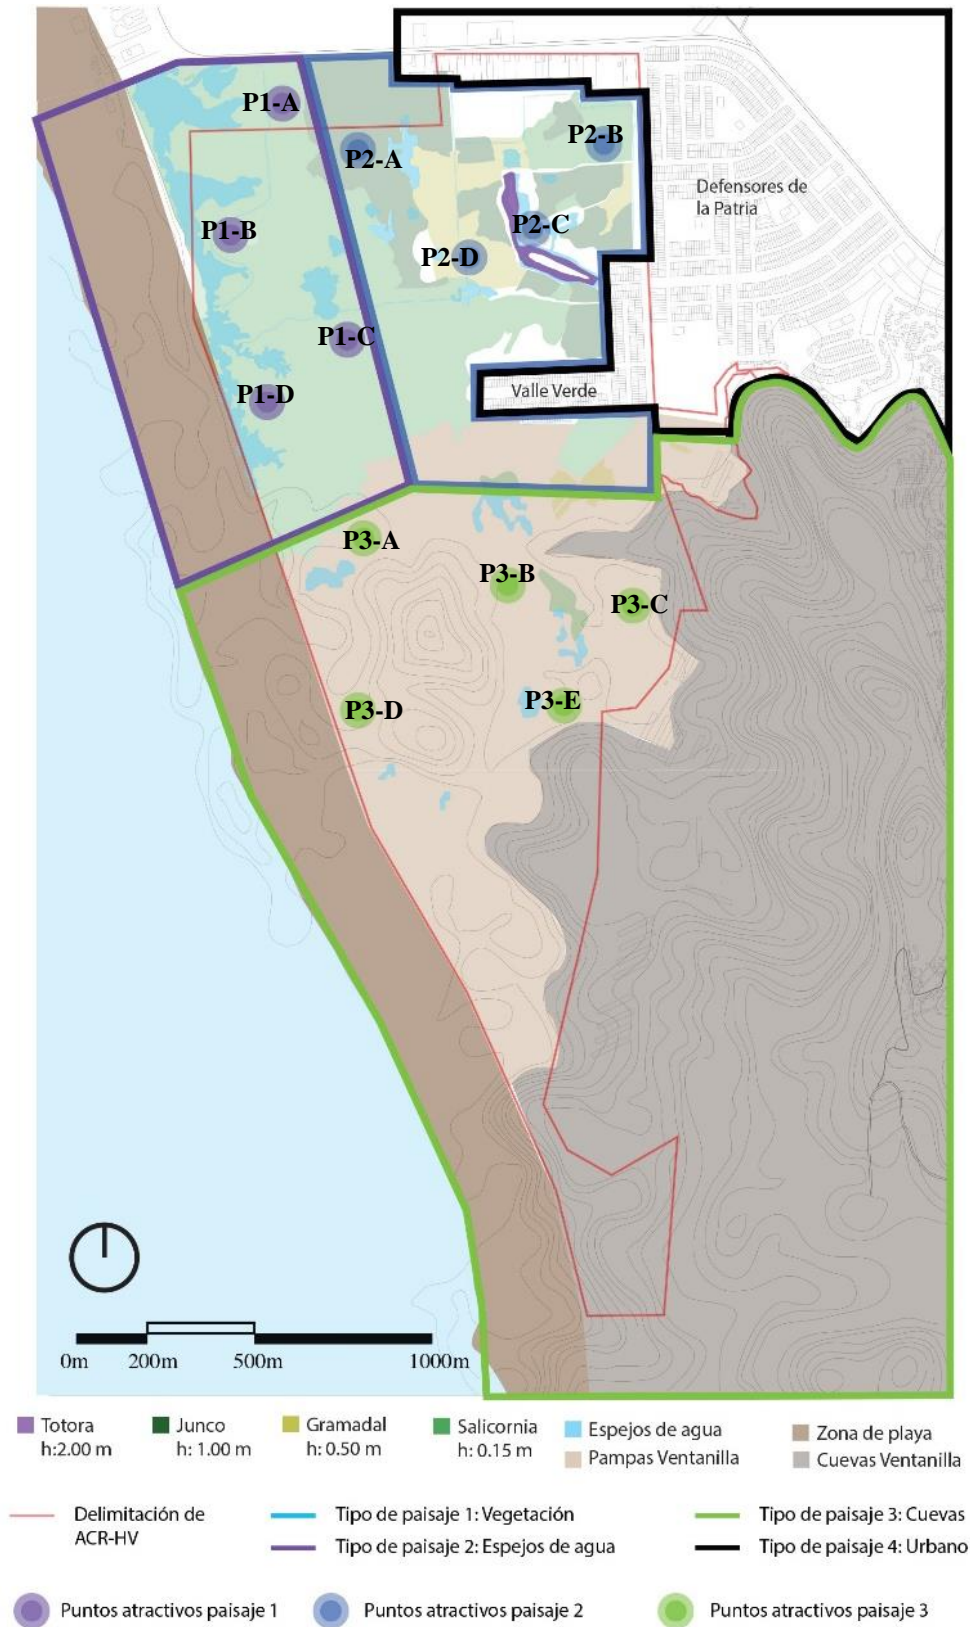 P1-A
P2-B
P2-A
Defensores de
la Patria
P1-B
P2-C
P2-D
P1-C
P1-D
Valle Verde
P3-A
P3-B
P3-C
P3-D
P3-E
0m 200m 500m 1000m
Totora
h:2.00 m
Junco
h: 1.00 m
Gramadal
h: 0.50 m
Salicornia
h: 0.15 m
Espejos de agua
Pampas Ventanilla
Zona de playa
Cuevas Ventanilla
Delimitación de
ACR-HV
Tipo de paisaje 1: Vegetación
Tipo de paisaje 2: Espejos de agua
Tipo de paisaje 3: Cuevas
Tipo de paisaje 4: Urbano
Puntos atractivos paisaje 1
Puntos atractivos paisaje 2
Puntos atractivos paisaje 3